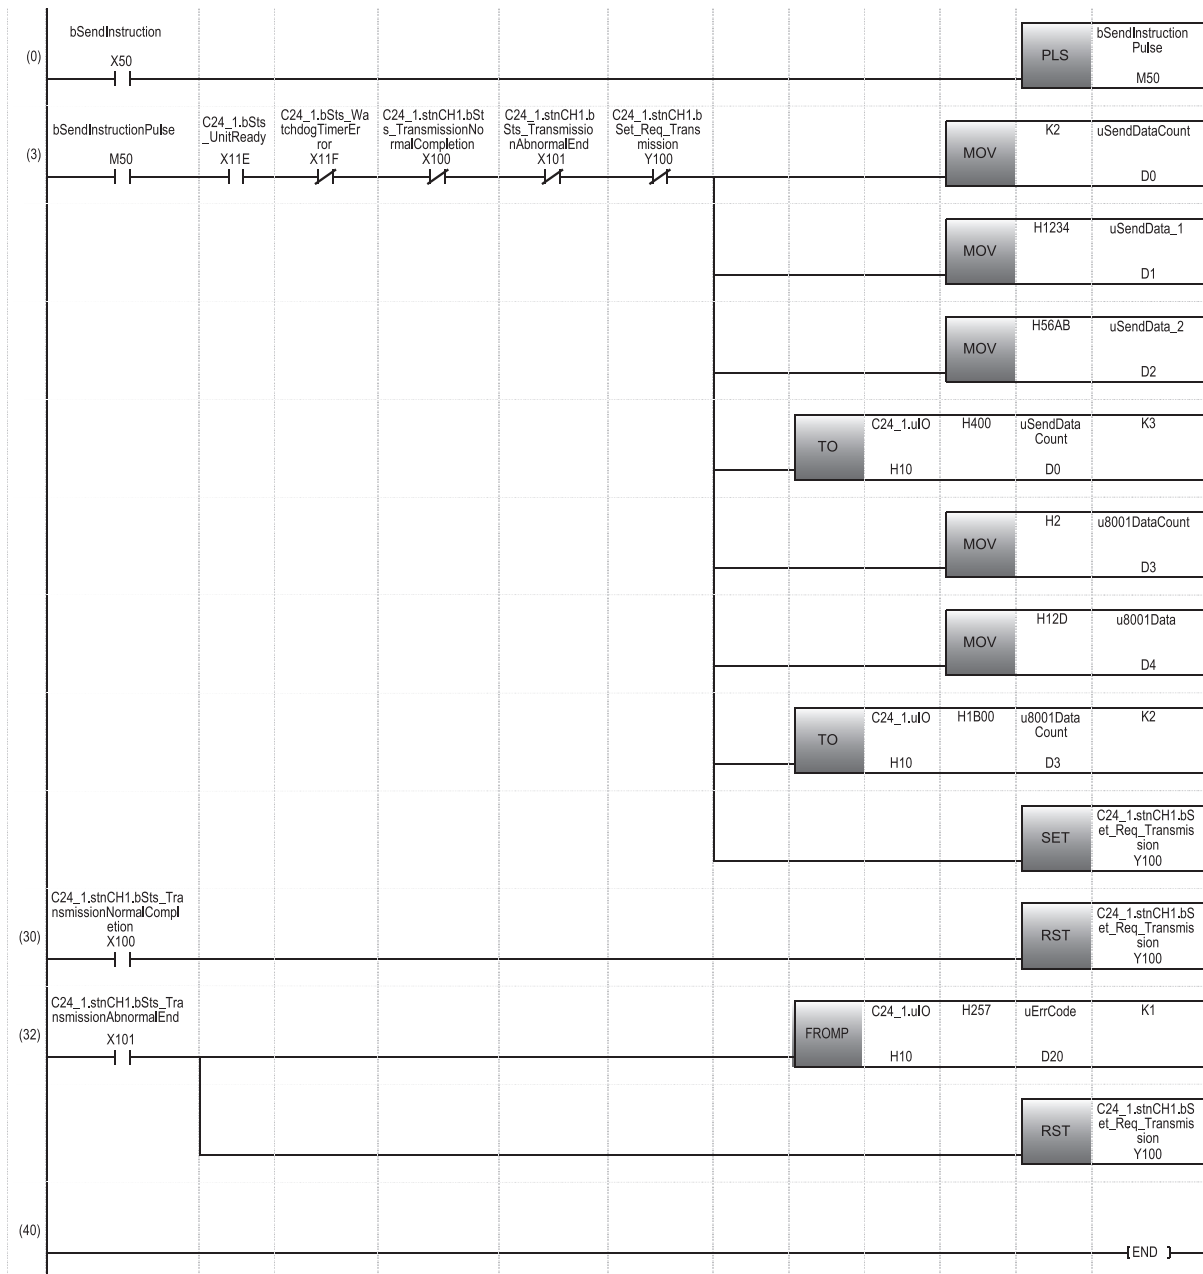 bSendInstruction
(0)
X50
PLS
bSendInstruction
Pulse
M50
(3)
bSendInstructionPulse
M50
C24_1.bSts
_UnitReady
X11E
C24_1.bSts_Wa
tchdogTimerEr
ror
X11F
C24_1.stnCH1.bSt
s_TransmissionNo
rmalCompletion
X100
C24_1.stnCH1.b
Sts_Transmissio
nAbnormalEnd
X101
C24_1.stnCH1.b
Set_Req_Trans
mission
Y100
MOV
K2
uSendDataCount
D0
MOV
H1234
uSendData_1
D1
MOV
H56AB
uSendData_2
D2
TO
C24_1.uIO
H10
H400
uSendData
Count
D0
K3
MOV
H2
u8001DataCount
D3
MOV
H12D
u8001Data
D4
TO
C24_1.uIO
H10
H1B00
u8001Data
Count
D3
K2
SET
C24_1.stnCH1.bS
et_Req_Transmis
sion
Y100
(30)
C24_1.stnCH1.bSts_Tra
nsmissionNormalCompl
etion
X100
RST
C24_1.stnCH1.bS
et_Req_Transmis
sion
Y100
(32)
C24_1.stnCH1.bSts_Tra
nsmissionAbnormalEnd
X101
FROMP
C24_1.uIO
H10
H257
uErrCode
D20
K1
RST
C24_1.stnCH1.bS
et_Req_Transmis
sion
Y100
(40)
END